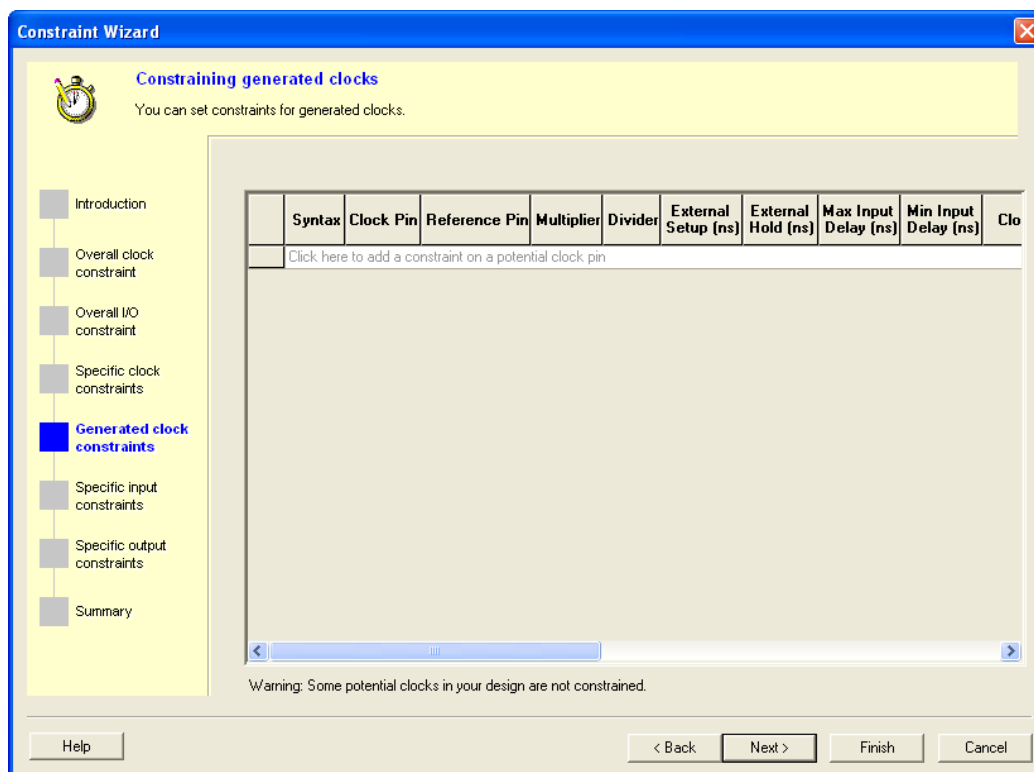 Constraint Wizard
Constraining generated clocks
You can set constraints for generated clocks.
Introduction
Overall clock
constraint
Overall I/O
constraint
Specific clock
constraints
Generated clock
constraints
Specific input
constraints
Specific output
constraints
Summary
Syntax Clock Pin Reference Pin Multiplier Divider External Setup (ns) External Hold (ns) Max Input Delay (ns) Min Input Delay (ns) Clo
Click here to add a constraint on a potential clock pin
Warning: Some potential clocks in your design are not constrained.
Help < Back Next > Finish Cancel